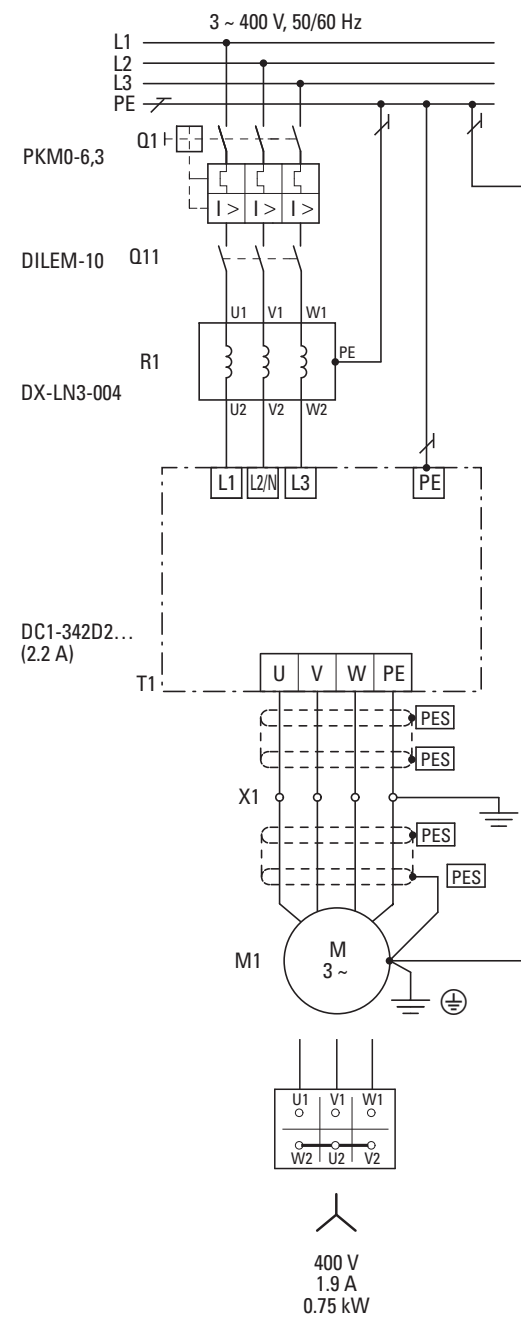 3 ~ 400 V, 50/60 Hz
L1
L2
L3
PE
Q1
PKM0-6,3
I > I > I >
DILEM-10 Q11
U1 V1 W1
R1 PE
DX-LN3-004
U2 V2 W2
L1 L2/N L3 PE
DC1-342D2…
(2.2 A)
T1
U V W PE
PES
PES
X1
PES
PES
M1
M
3 ~
U1 V1 W1
W2 U2 V2
400 V
1.9 A
0.75 kW